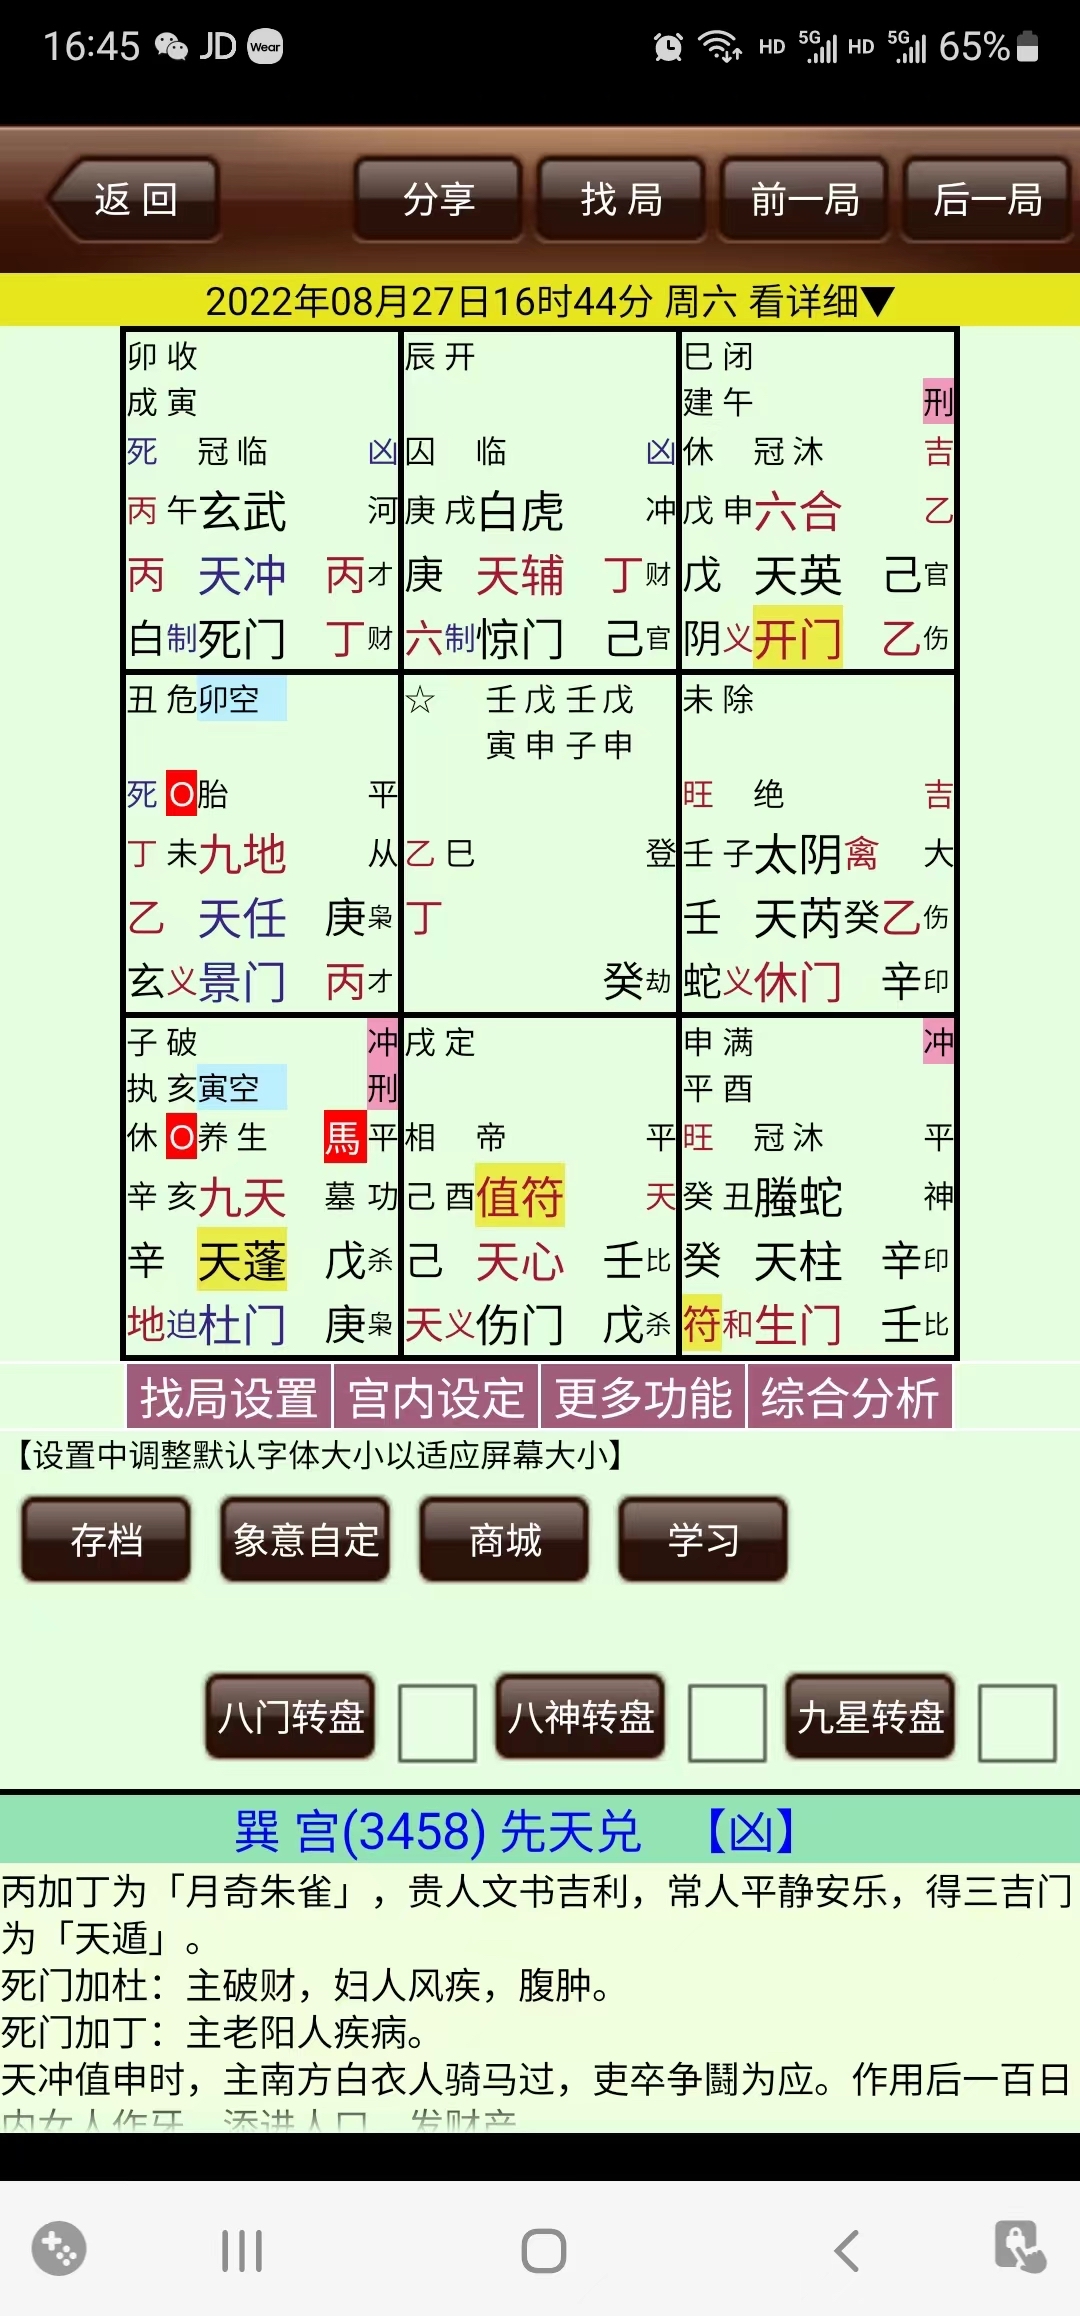 16:45 JD Wear HD 5G HD 5G 65%
返 回 分享 找 局 前一局 后一局
2022年08月27日16时44分 周六 看详细▼
卯 收
成 寅
死 冠 临 凶
丙 午 玄武 河
丙 天冲 丙 才
白 制 死门 丁 财
辰 开
囚 临 凶
庚 戌 白虎 冲
庚 天辅 丁 财
六 制 惊门 己 官
巳 闭
建 午 刑
休 冠 沐 吉
戊 申 六合 乙
戊 天英 己 官
阴 义 开门 乙 伤
丑 危 卯空
死 O 胎 平
丁 未 九地 从
乙 天任 庚 枭
玄 义 景门 丙 才
☆ 壬 戊 壬 戊
寅 申 子 申
乙 巳 登
丁
癸 劫
未 除
旺 绝 吉
壬 子 太阴 禽 大
壬 天芮 癸 乙 伤
蛇 义 休门 辛 印
子 破 冲
执 亥 寅空 刑
休 O 养 生 馬 平
辛 亥 九天 墓 功
辛 天蓬 戊 杀
地 迫 杜门 庚 枭
戌 定
相 帝 平
己 酉 值符 天
己 天心 壬 比
天 义 伤门 戊 杀
申 满 冲
平 酉
旺 冠 沐 平
癸 丑 螣蛇 神
癸 天柱 辛 印
符 和 生门 壬 比
找局设置 宫内设定 更多功能 综合分析
【设置中调整默认字体大小以适应屏幕大小】
存档 象意自定 商城 学习
八门转盘 八神转盘 九星转盘
巽 宫(3458) 先天兑 【凶】
丙加丁为「月奇朱雀」，贵人文书吉利，常人平静安乐，得三吉门
为「天遁」。
死门加杜：主破财，妇人风疾，腹肿。
死门加丁：主老阳人疾病。
天冲值申时，主南方白衣人骑马过，吏卒争鬪为应。作用后一百日
内女人作牙，添进人口，发财产